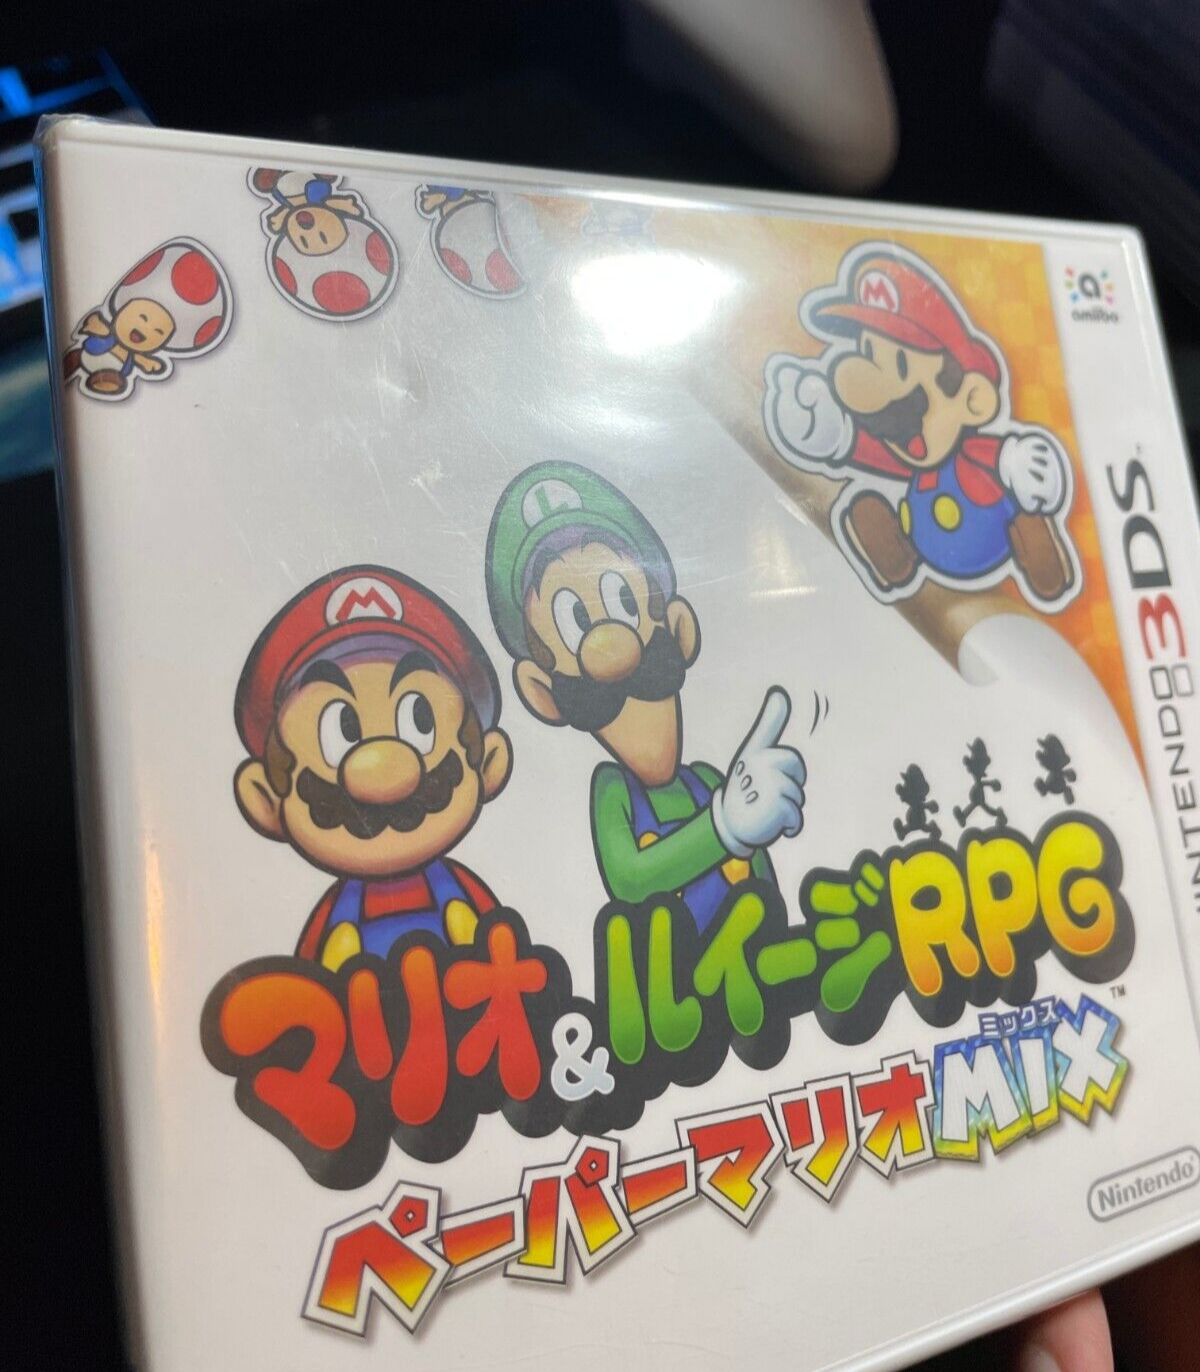 amiibo
NINTENDO 3DS
M
L
M
マリオ&ルイージRPG
ミックス
ペーパーマリオMIX
™
Nintendo